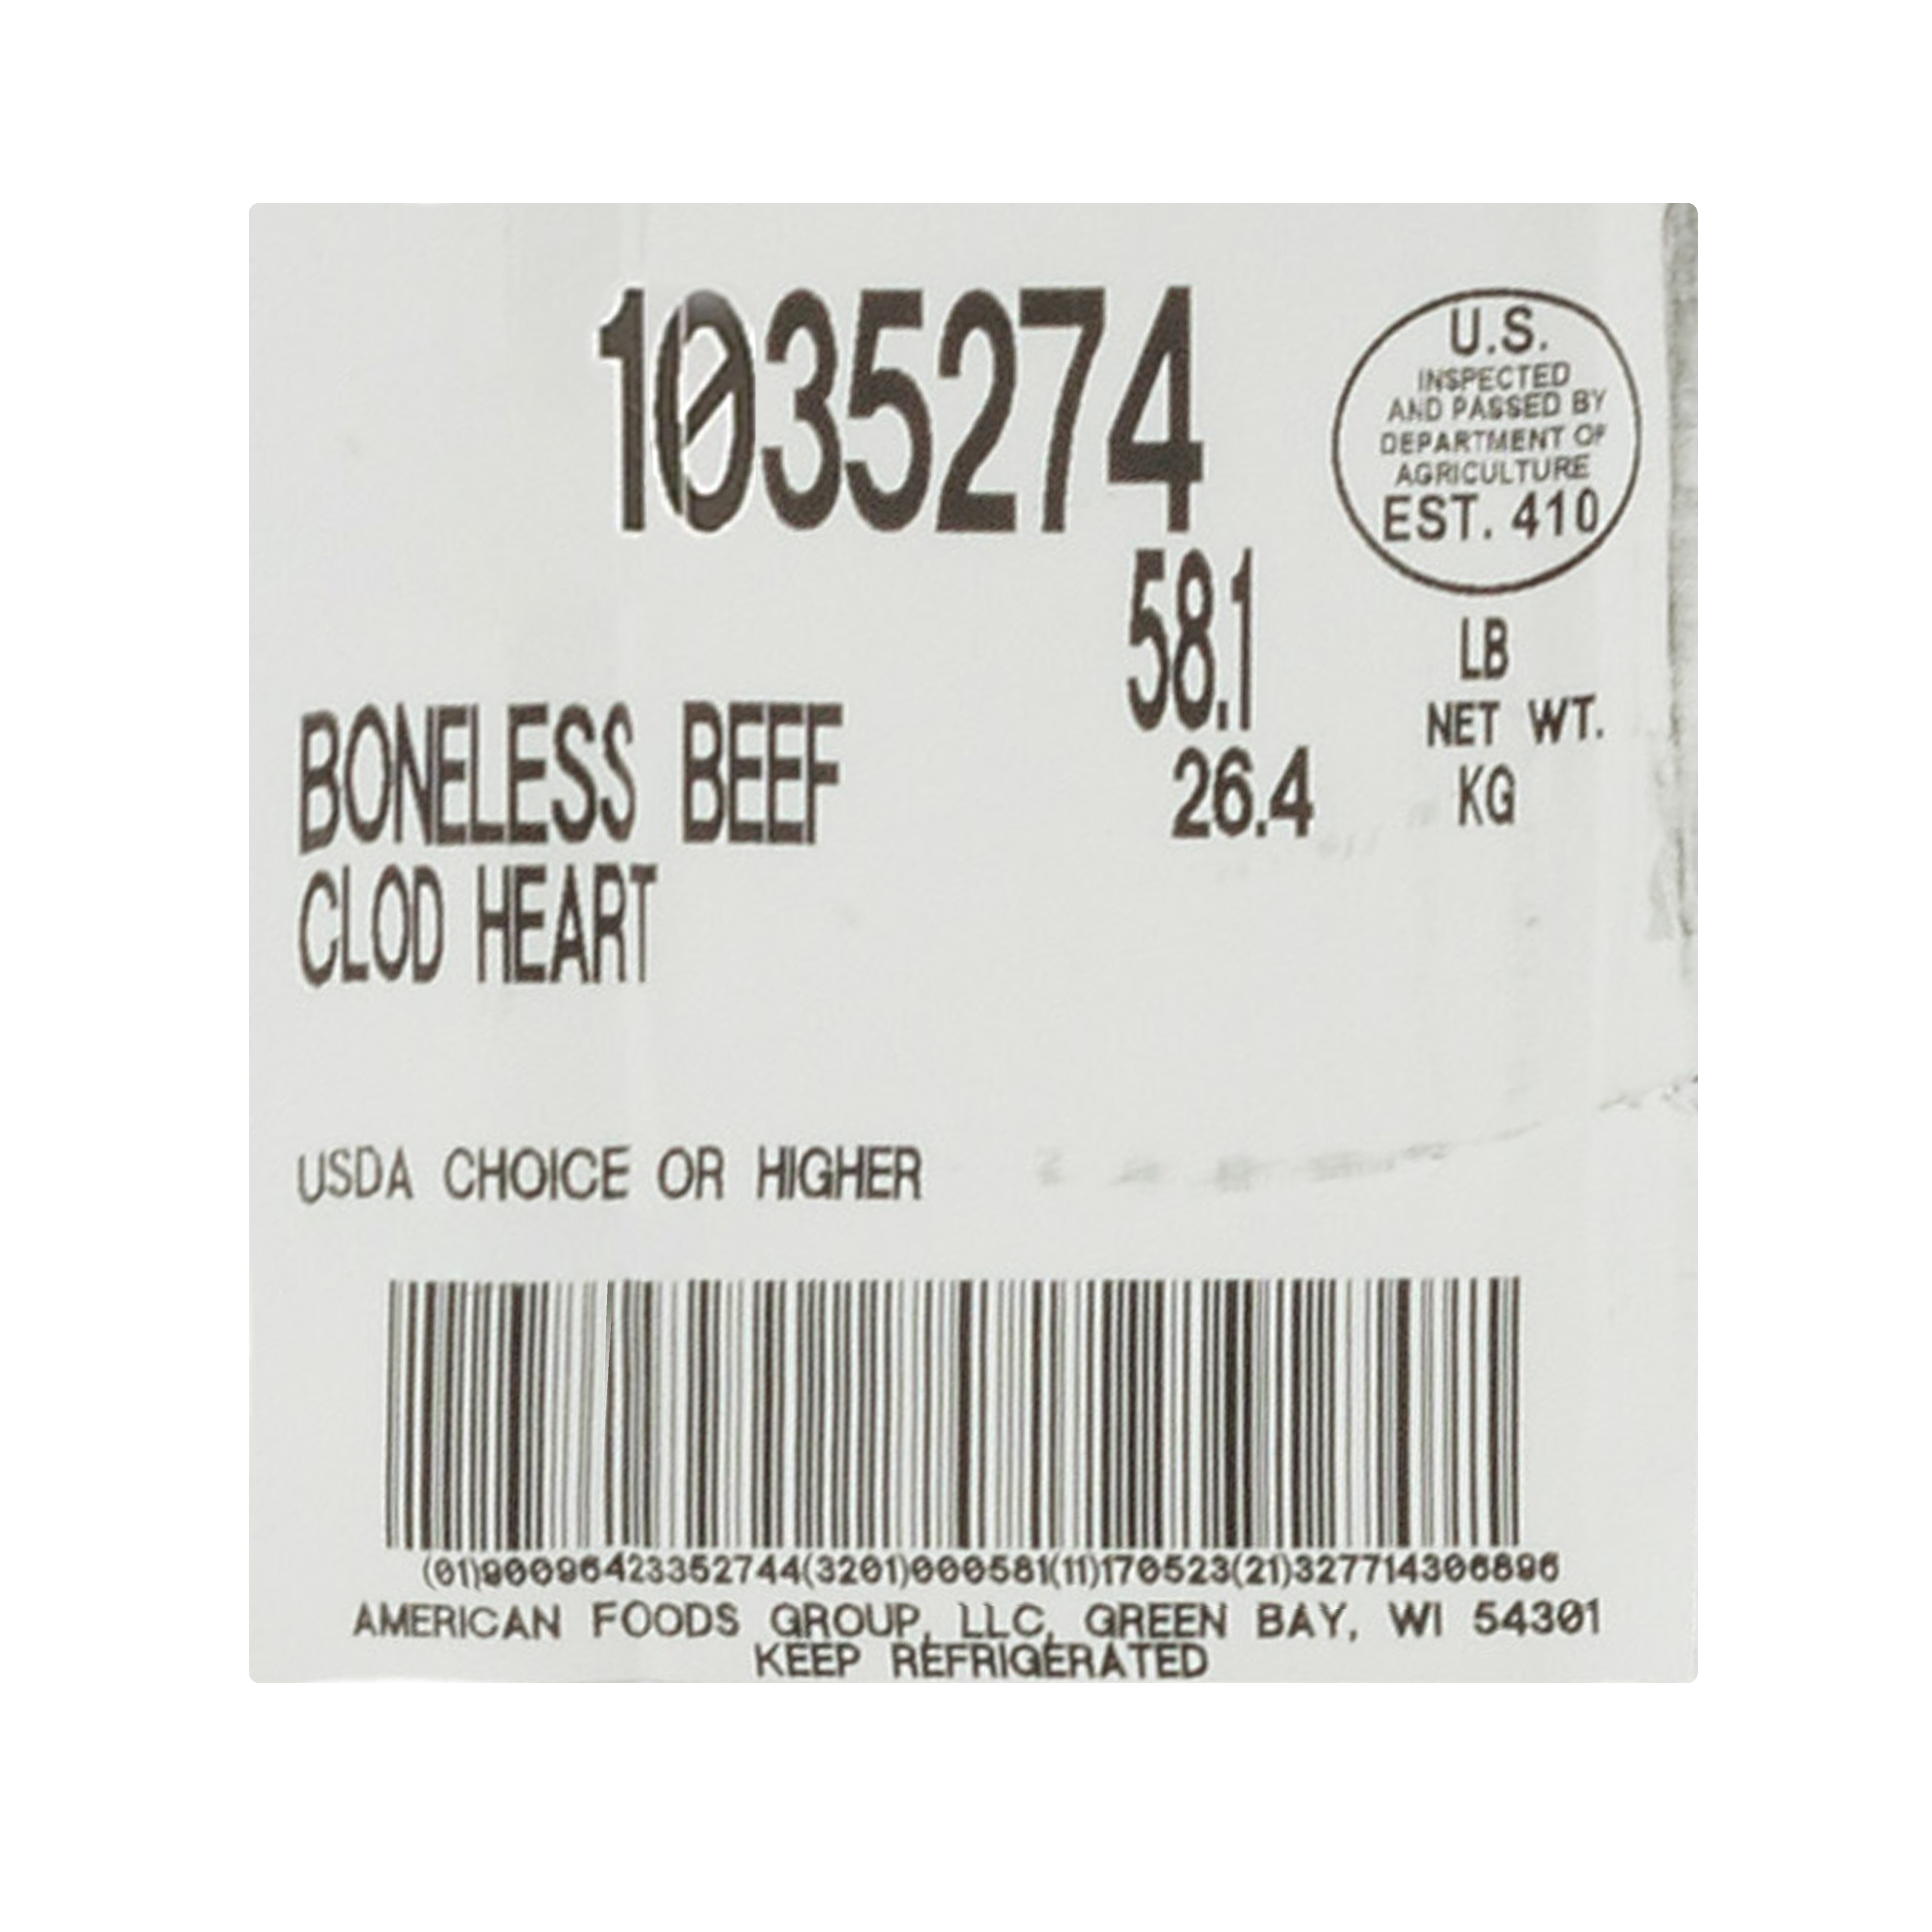 1035274
U.S.
INSPECTED
AND PASSED BY
DEPARTMENT OF
AGRICULTURE
EST. 410
58.1 LB
NET WT.
26.4 KG
BONELESS BEEF
CLOD HEART
USDA CHOICE OR HIGHER
(01)90096423352744(3201)000581(11)170523(21)327714306896
AMERICAN FOODS GROUP, LLC, GREEN BAY, WI 54301
KEEP REFRIGERATED